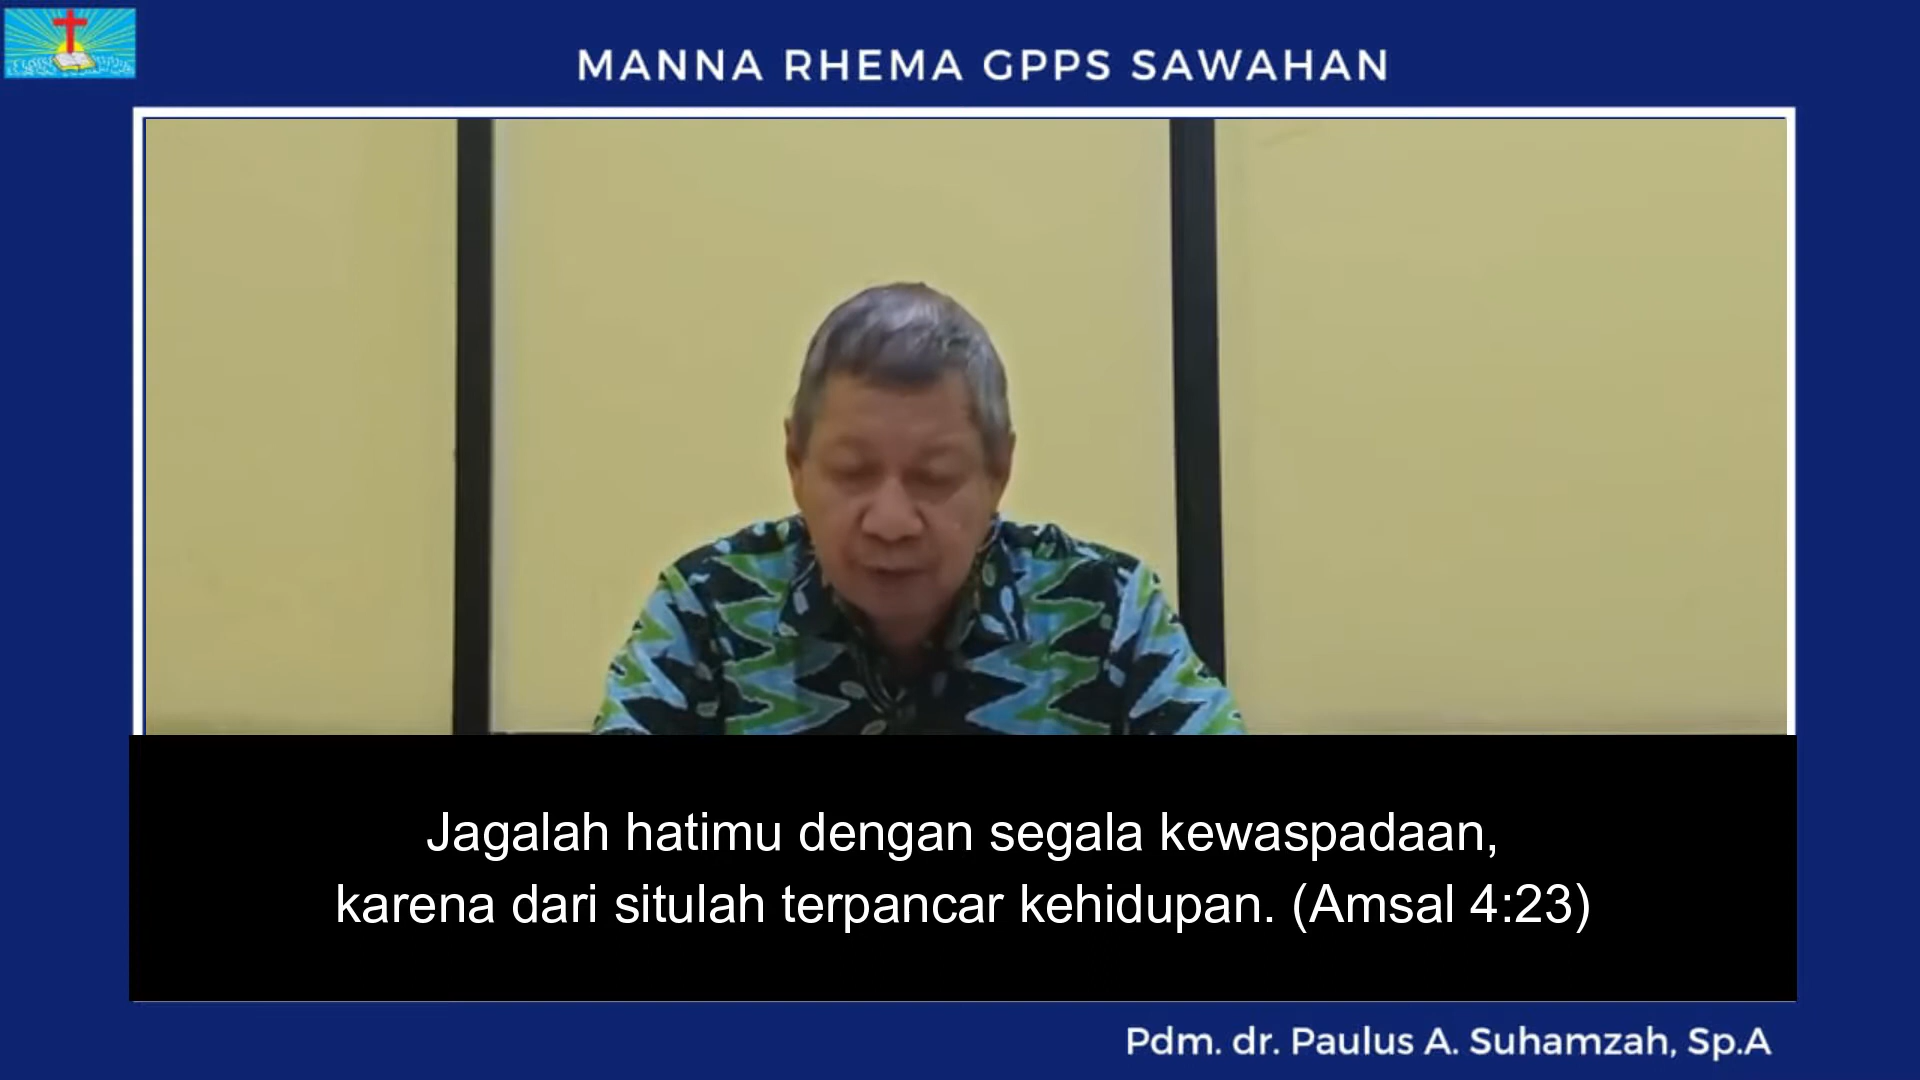 MANNA RHEMA GPPS SAWAHAN
Jagalah hatimu dengan segala kewaspadaan,
karena dari situlah terpancar kehidupan. (Amsal 4:23)
Pdm. dr. Paulus A. Suhamzah, Sp.A